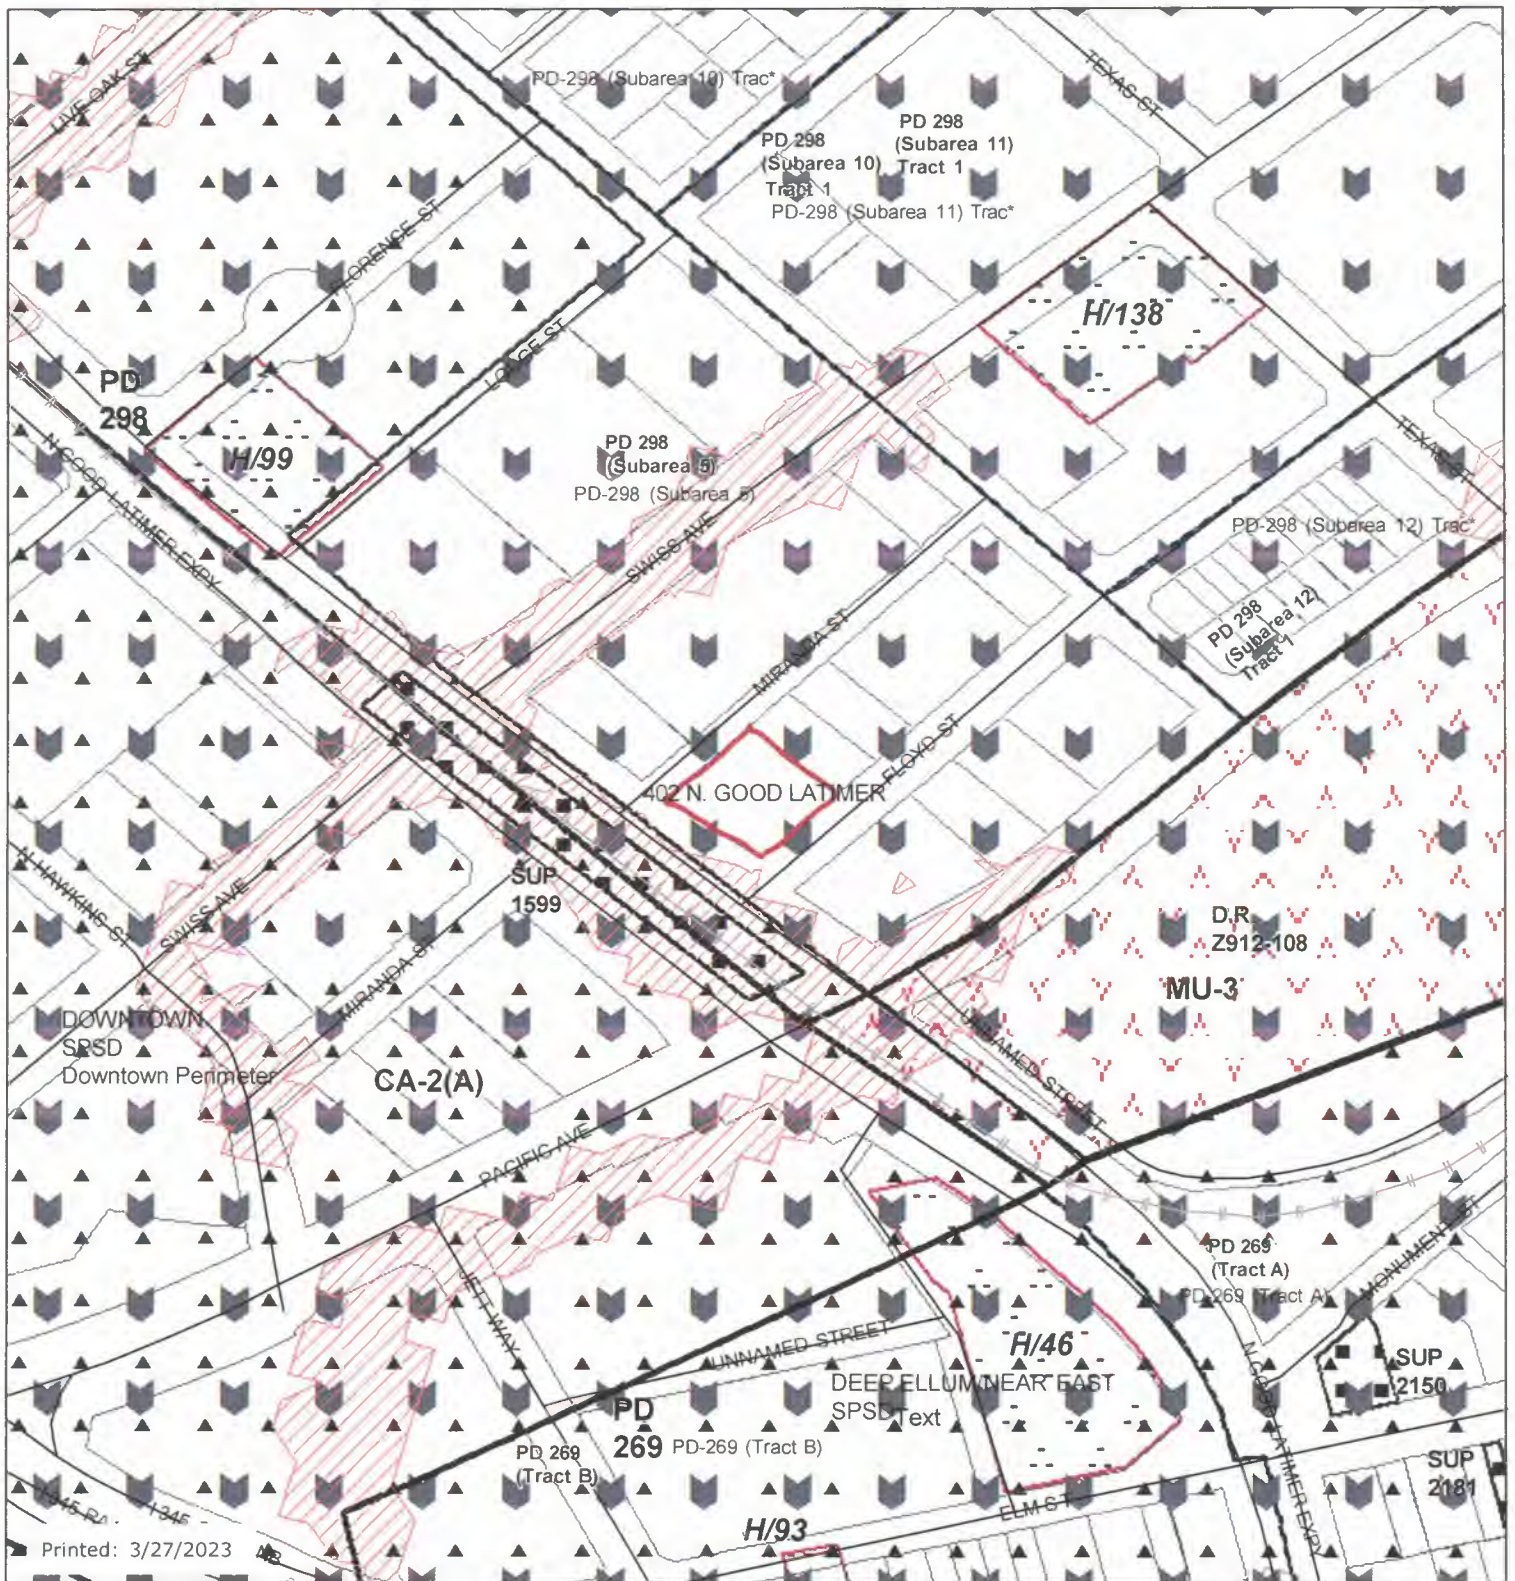 LIVE OAK ST
PD-298 (Subarea 10) Trac*
TEXAS ST
PD 298
(Subarea 10)
Tract 1
PD 298
(Subarea 11)
Tract 1
PD-298 (Subarea 11) Trac*
FLORENCE ST
H/138
LODGE ST
PD
298
H/99
N GOOD LATIMER EXPY
PD 298
(Subarea 5)
PD-298 (Subarea 5)
TEXAS ST
SWISS AVE
PD-298 (Subarea 12) Trac*
PD 298
(Subarea 12)
Tract 1
MIRANDA ST
FLOYD ST
402 N. GOOD LATIMER
SUP
1599
N HAWKINS ST
SWISS AVE
MIRANDA ST
D.R.
Z912-108
MU-3
DOWNTOWN
SPSD
Downtown Perimeter
CA-2(A)
UNNAMED STREET
PACIFIC AVE
PD 269
(Tract A)
PD-269 (Tract A)
MONUMENT ST
JETT WAY
UNNAMED STREET
H/46
N GOOD LATIMER EXPY
SUP
2150
DEEP ELLUM/NEAR EAST
SPSD
Text
PD
269
PD-269 (Tract B)
PD 269
(Tract B)
SUP
2181
ELM ST
H/93
I 345
Printed: 3/27/2023